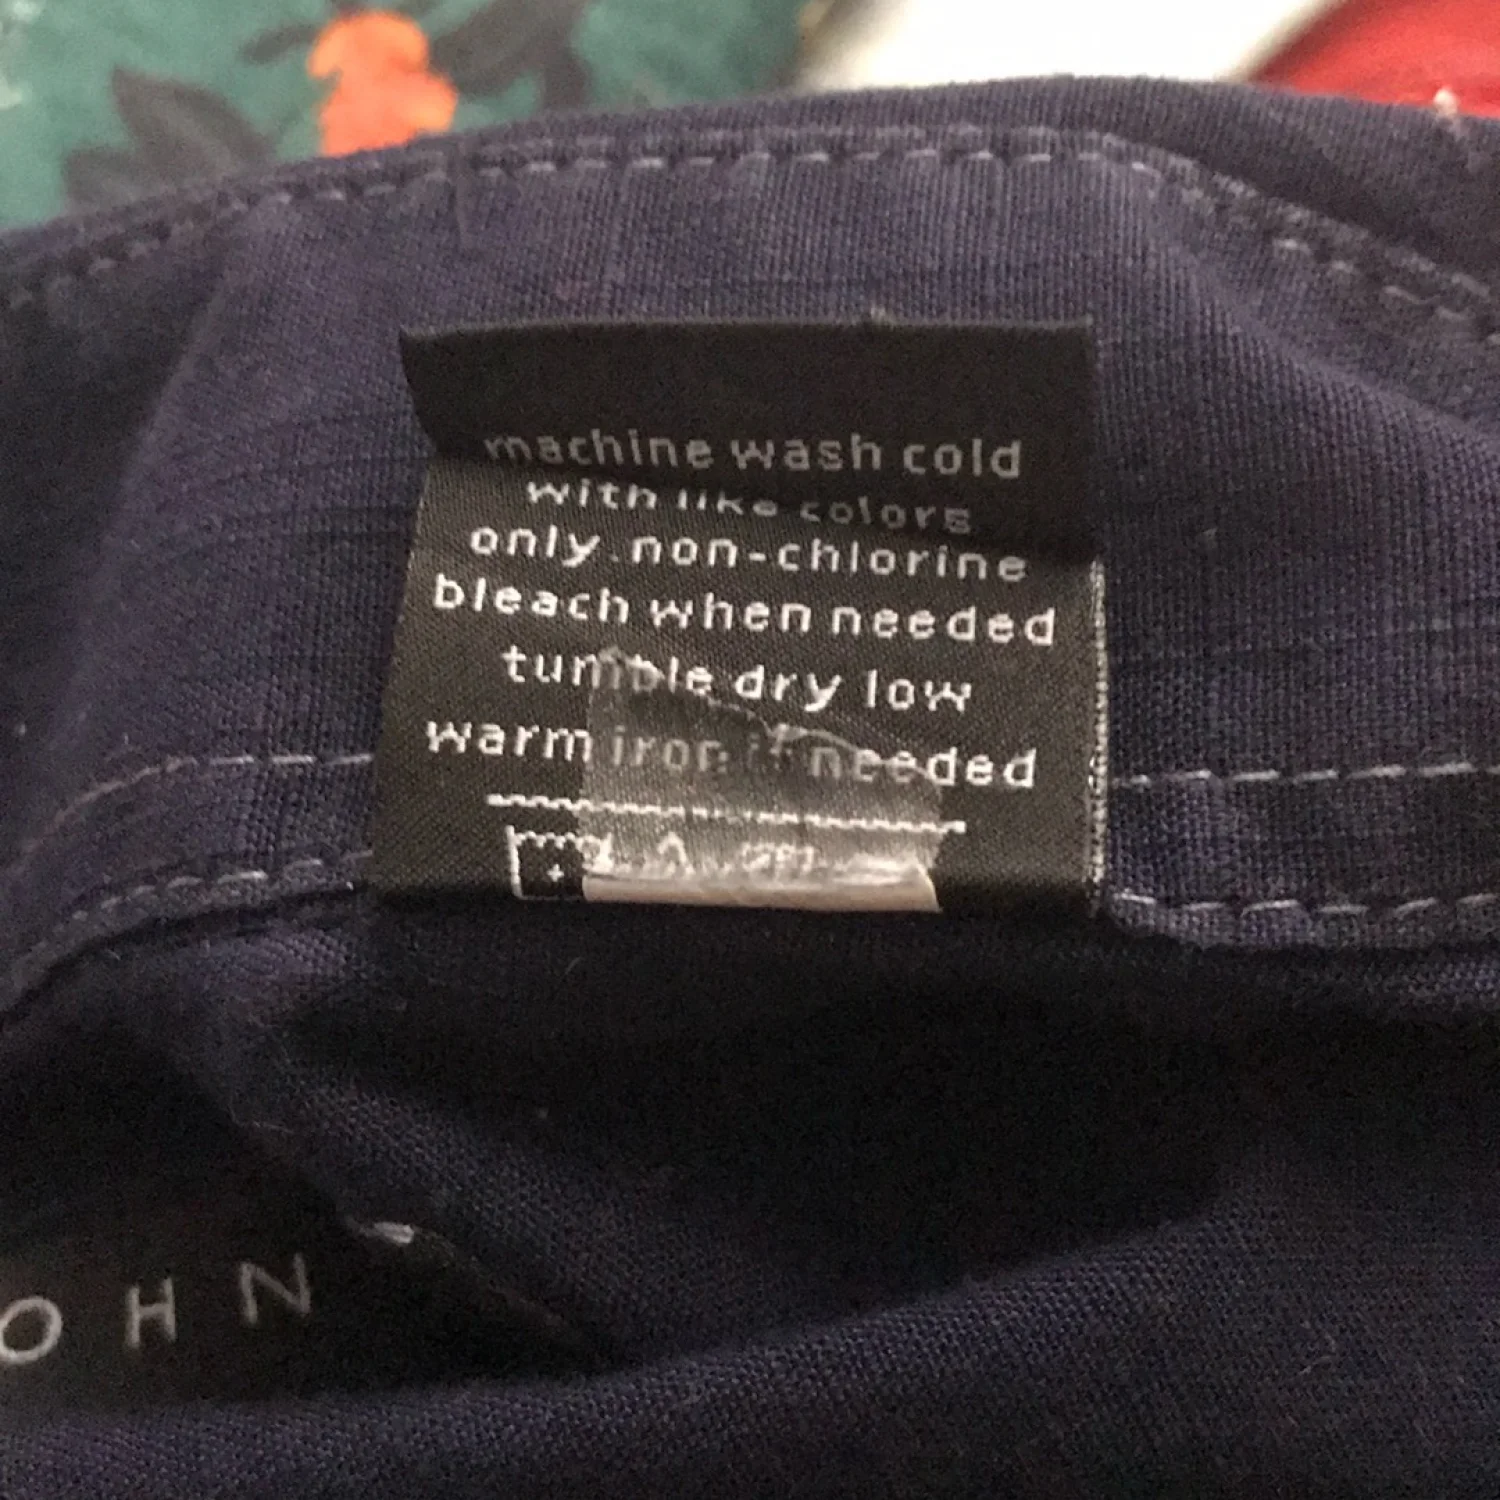 machine wash cold
with like colors
only.non-chlorine
bleach when needed
tumble dry low
warm iron if needed
OHN